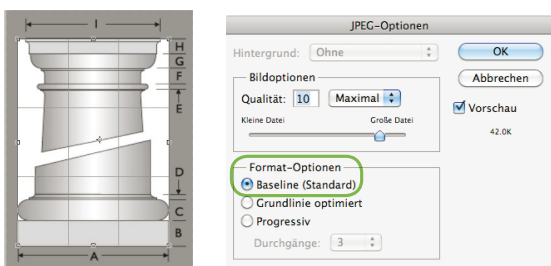 I
H
G
F
E
D
C
B
A
JPEG-Optionen
Hintergrund: Ohne
OK
Bildoptionen
Abbrechen
Qualität: 10 Maximal
Vorschau
Kleine Datei Große Datei
42.0K
Format-Optionen
Baseline (Standard)
Grundlinie optimiert
Progressiv
Durchgänge: 3